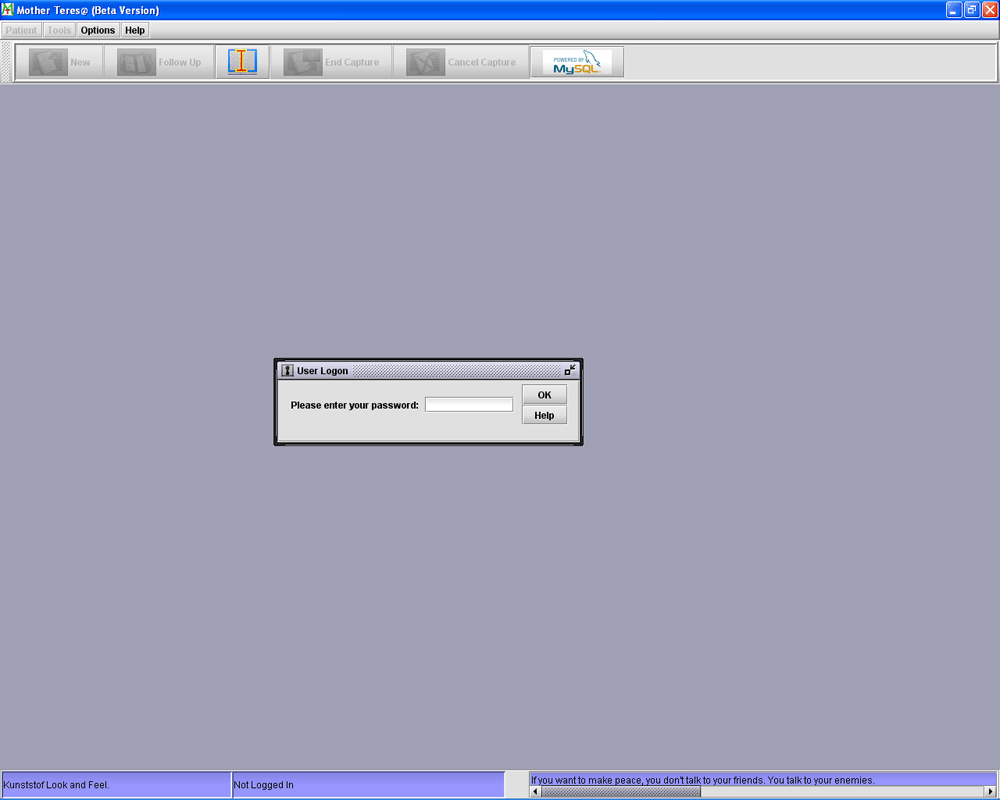 Mother Teres@ (Beta Version)
Patient Tools Options Help
New Follow Up End Capture Cancel Capture POWERED BY MySQL
User Logon
Please enter your password:
OK
Help
Kunststof Look and Feel.
Not Logged In
If you want to make peace, you don't talk to your friends. You talk to your enemies.